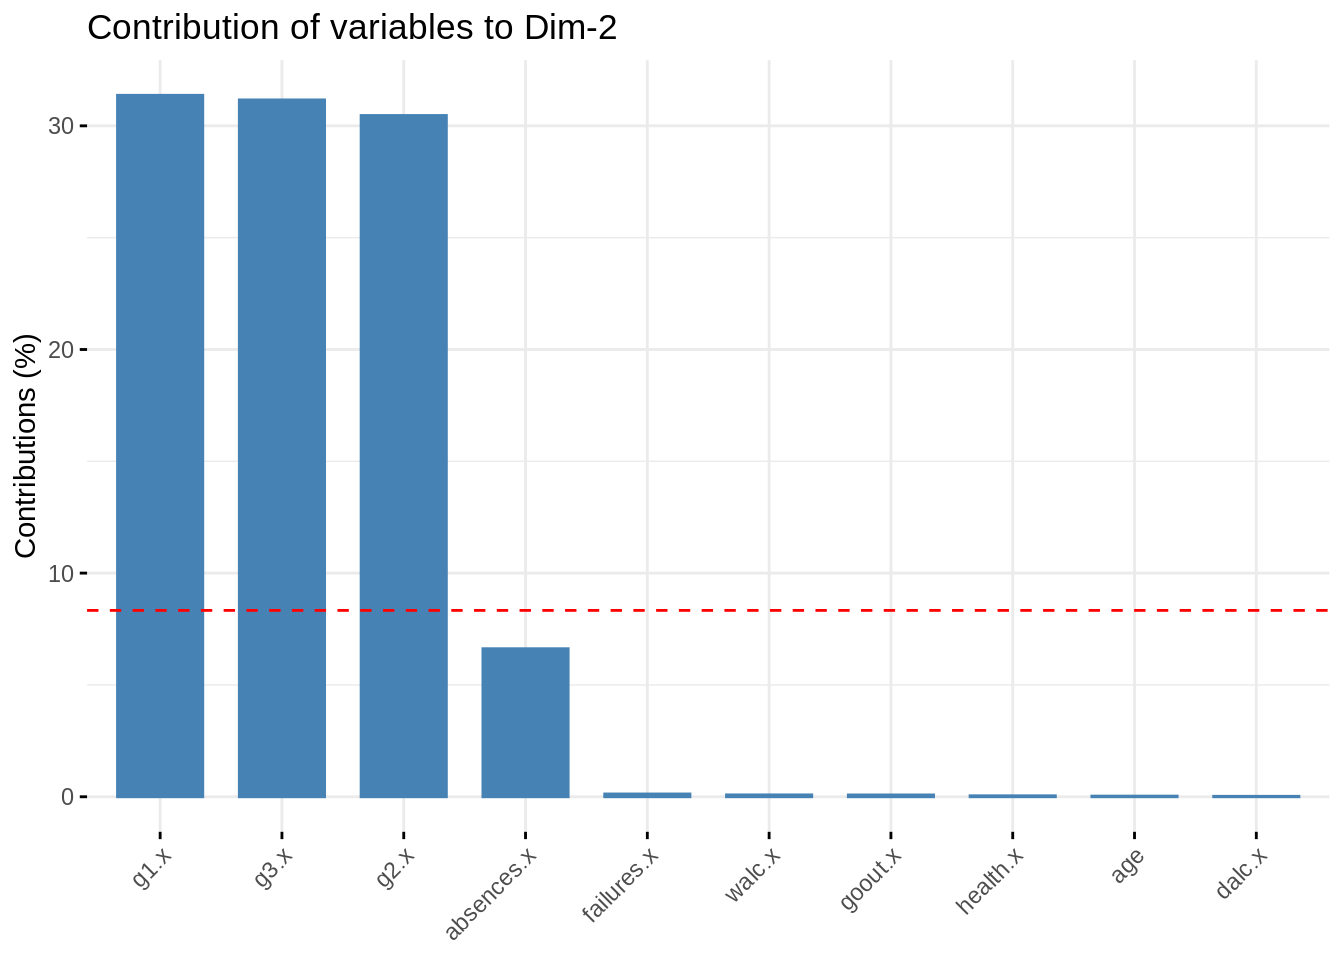 Contribution of variables to Dim-2
Contributions (%)
30
20
10
0
g1.x
g3.x
g2.x
absences.x
failures.x
walc.x
goout.x
health.x
age
dalc.x